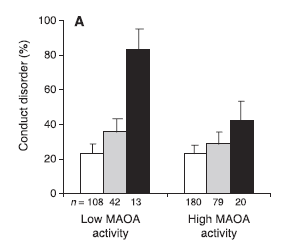 A
100
80
60
40
20
0
Conduct disorder (%)
n = 108 42 13
180 79 20
Low MAOA
activity
High MAOA
activity